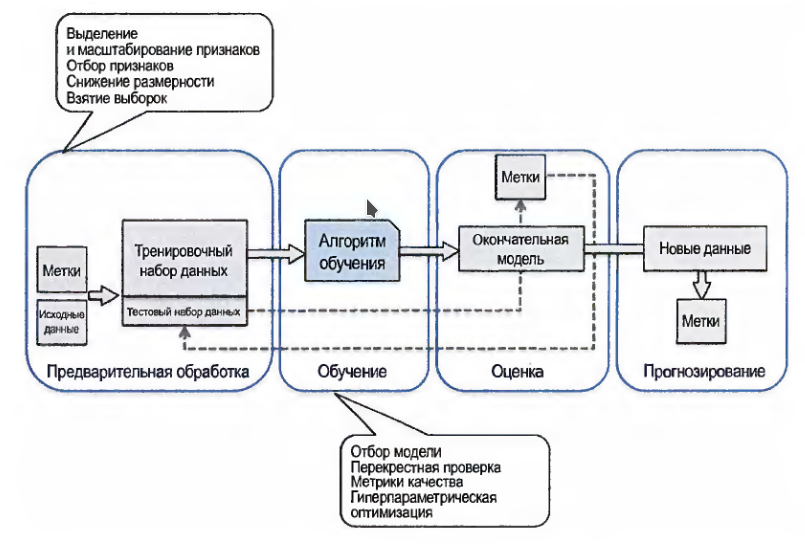 Выделение
и масштабирование признаков
Отбор признаков
Снижение размерности
Взятие выборок
Метки
Исходные
данные
Тренировочный
набор данных
Тестовый набор данных
Предварительная обработка
Алгоритм
обучения
Обучение
Метки
Окончательная
модель
Оценка
Новые данные
Метки
Прогнозирование
Отбор модели
Перекрестная проверка
Метрики качества
Гиперпараметрическая
оптимизация